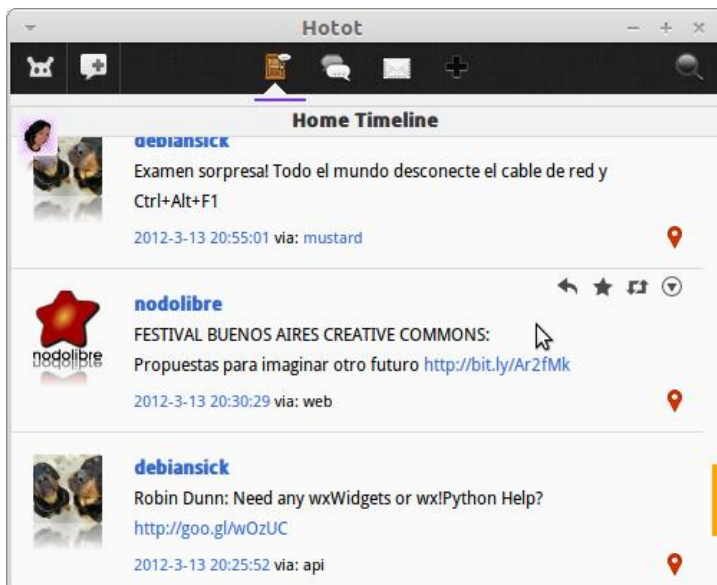 Hotot
Home Timeline
debiansick
Examen sorpresa! Todo el mundo desconecte el cable de red y
Ctrl+Alt+F1
2012-3-13 20:55:01 via: mustard
nodolibre
nodolibre
FESTIVAL BUENOS AIRES CREATIVE COMMONS:
Propuestas para imaginar otro futuro http://bit.ly/Ar2fMk
2012-3-13 20:30:29 via: web
debiansick
Robin Dunn: Need any wxWidgets or wx!Python Help?
http://goo.gl/wOzUC
2012-3-13 20:25:52 via: api